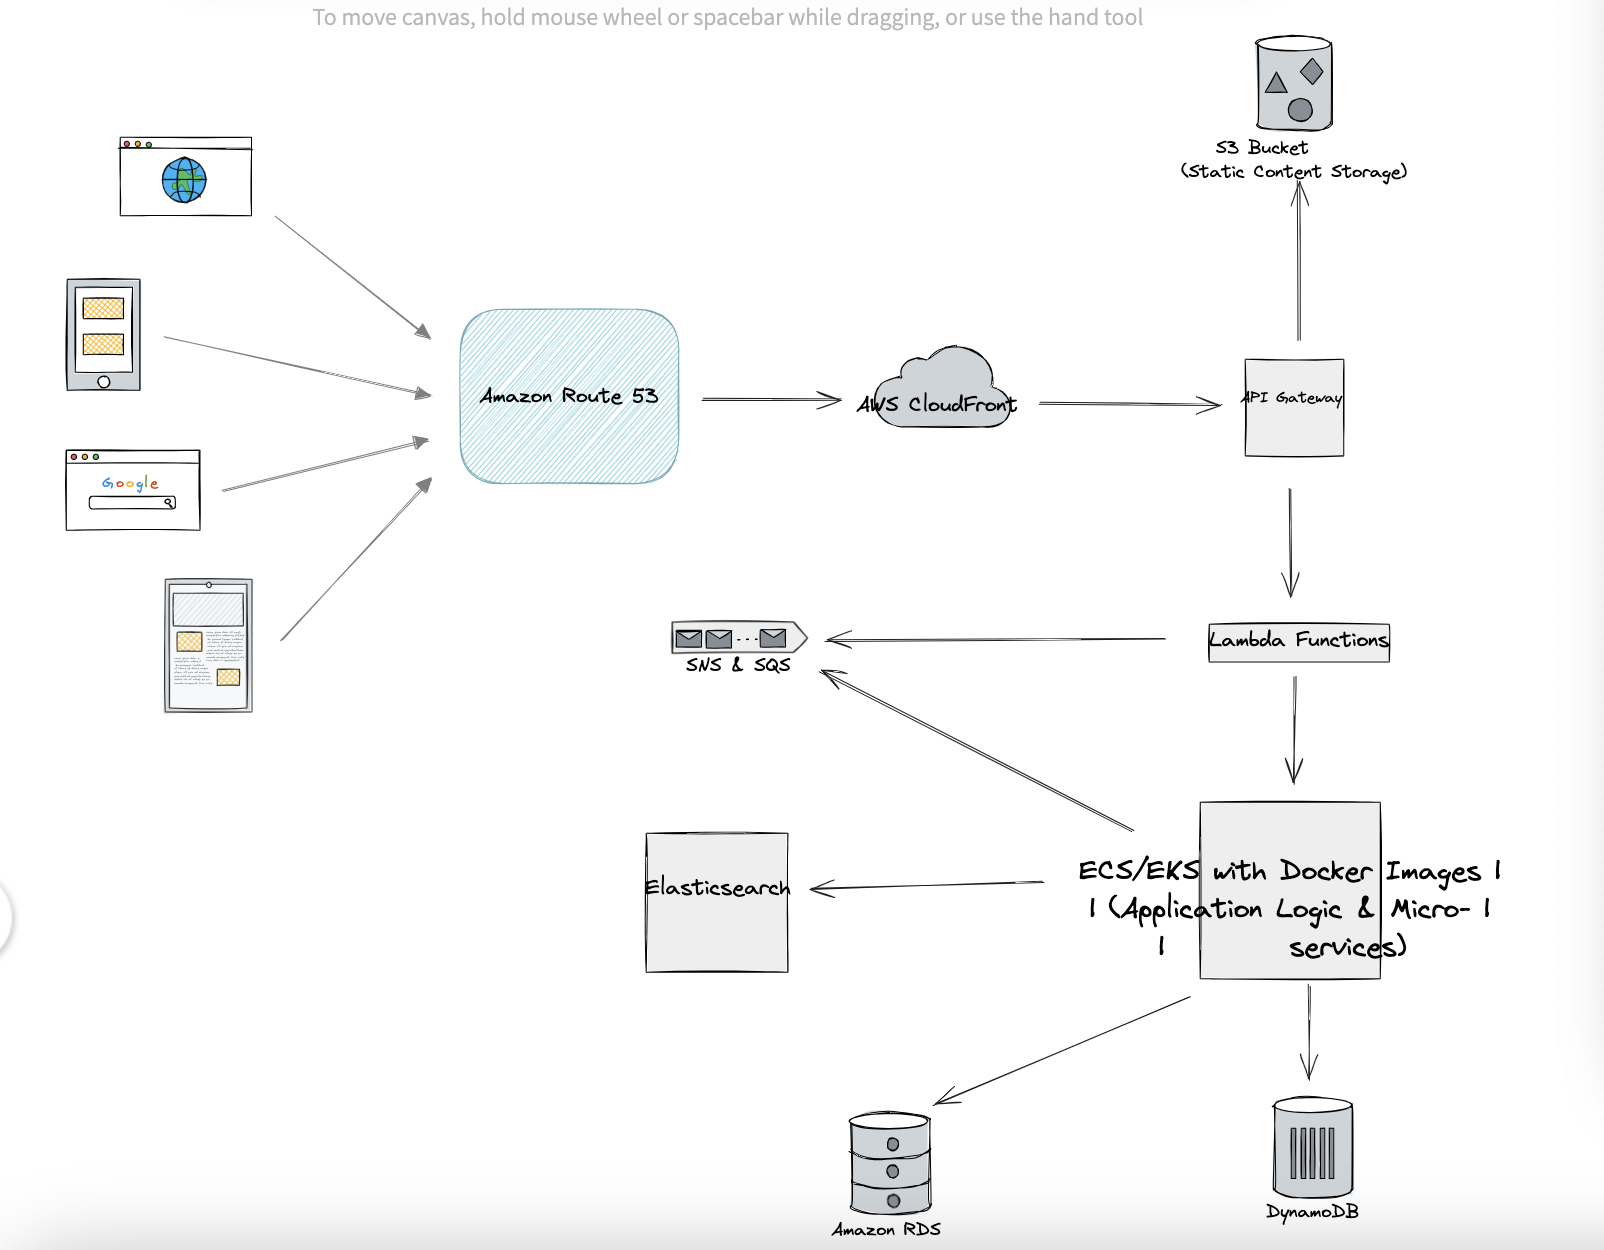 To move canvas, hold mouse wheel or spacebar while dragging, or use the hand tool
S3 Bucket
(Static Content Storage)
Google
Amazon Route 53
AWS CloudFront
API Gateway
Lambda Functions
SNS & SQS
Elasticsearch
ECS/EKS with Docker Images |
| (Application Logic & Micro- |
| services)
Amazon RDS
DynamoDB